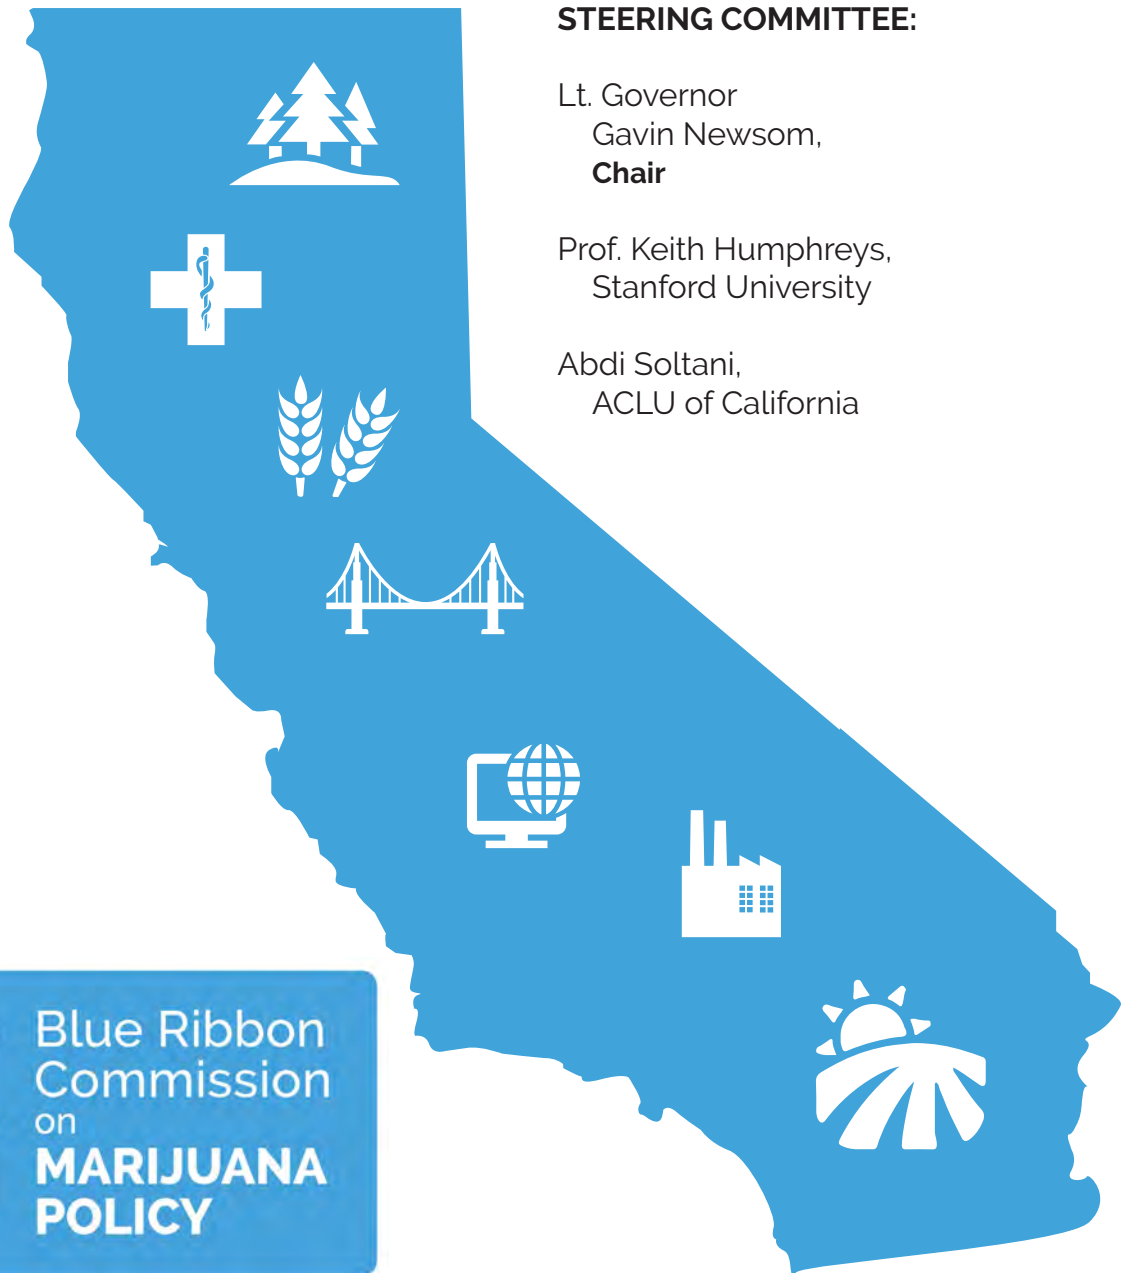 STEERING COMMITTEE:
Lt. Governor
Gavin Newsom,
Chair
Prof. Keith Humphreys,
Stanford University
Abdi Soltani,
ACLU of California
Blue Ribbon
Commission
on
MARIJUANA
POLICY